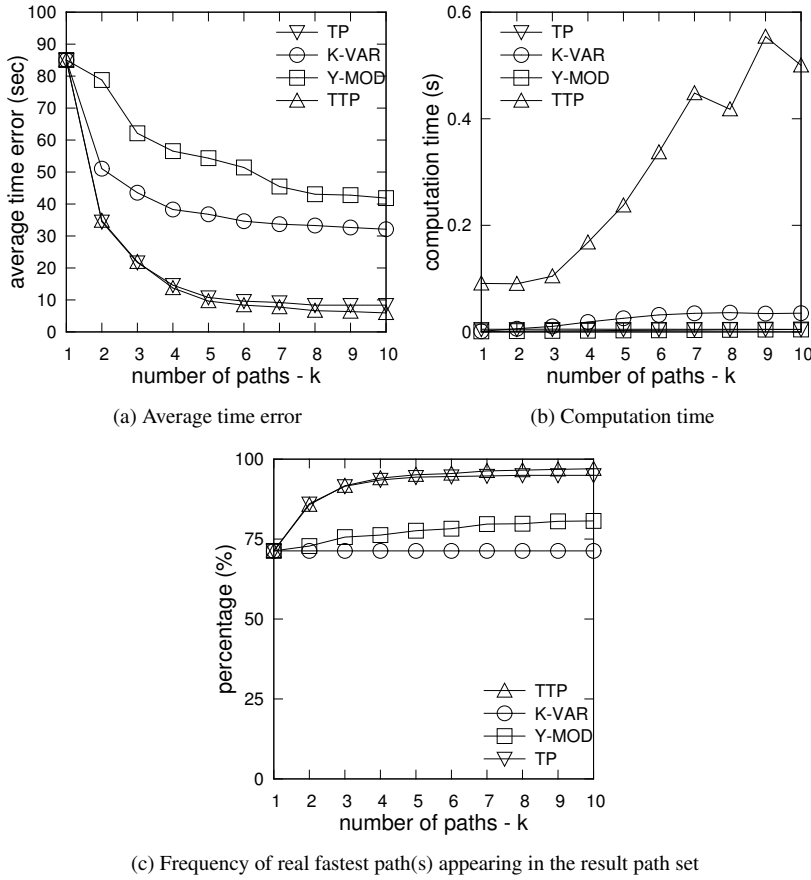 100
90
80
70
60
50
40
30
20
10
0
average time error (sec)
TP
K-VAR
Y-MOD
TTP
1 2 3 4 5 6 7 8 9 10
number of paths - k
(a) Average time error
0.6
0.4
0.2
0
computation time (s)
TP
K-VAR
Y-MOD
TTP
1 2 3 4 5 6 7 8 9 10
number of paths - k
(b) Computation time
100
75
50
25
0
percentage (%)
TTP
K-VAR
Y-MOD
TP
1 2 3 4 5 6 7 8 9 10
number of paths - k
(c) Frequency of real fastest path(s) appearing in the result path set